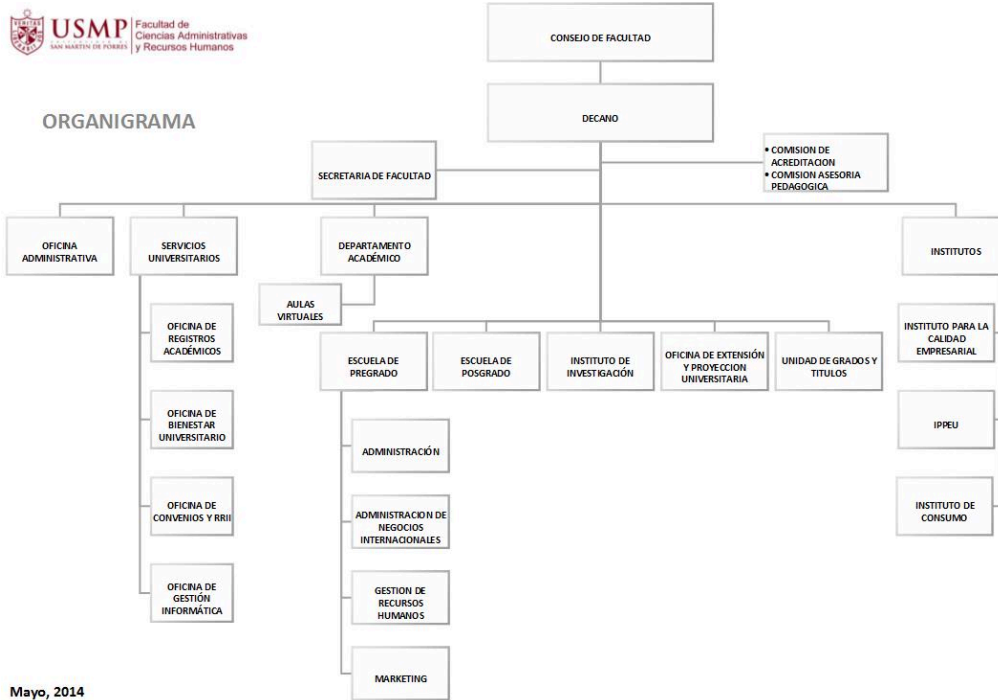 USMP
SAN MARTIN DE PORRES
Facultad de
Ciencias Administrativas
y Recursos Humanos
CONSEJO DE FACULTAD
ORGANIGRAMA
DECANO
SECRETARIA DE FACULTAD
• COMISION DE
ACREDITACION
• COMISION ASESORIA
PEDAGOGICA
OFICINA
ADMINISTRATIVA
SERVICIOS
UNIVERSITARIOS
DEPARTAMENTO
ACADÉMICO
INSTITUTOS
AULAS
VIRTUALES
OFICINA DE
REGISTROS
ACADÉMICOS
OFICINA DE
BIENESTAR
UNIVERSITARIO
OFICINA DE
CONVENIOS Y RRII
OFICINA DE
GESTIÓN
INFORMÁTICA
ESCUELA DE
PREGRADO
ESCUELA DE
POSGRADO
INSTITUTO DE
INVESTIGACIÓN
OFICINA DE EXTENSIÓN
Y PROYECCION
UNIVERSITARIA
UNIDAD DE GRADOS Y
TITULOS
ADMINISTRACIÓN
ADMINISTRACION DE
NEGOCIOS
INTERNACIONALES
GESTION DE
RECURSOS
HUMANOS
MARKETING
INSTITUTO PARA LA
CALIDAD
EMPRESARIAL
IPPEU
INSTITUTO DE
CONSUMO
Mayo, 2014